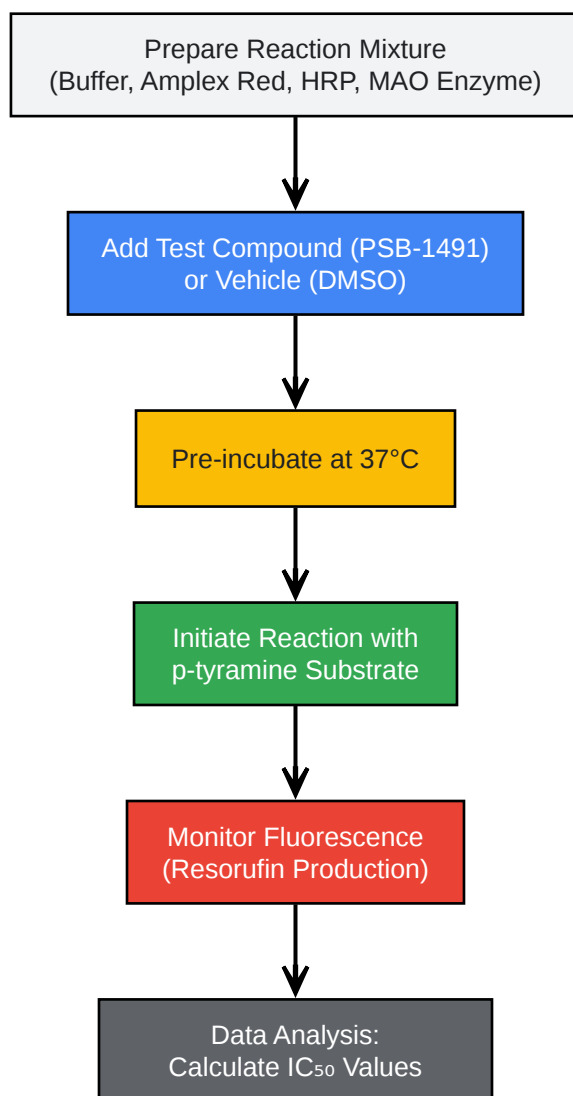 Prepare Reaction Mixture
(Buffer, Amplex Red, HRP, MAO Enzyme)
Add Test Compound (PSB-1491)
or Vehicle (DMSO)
Pre-incubate at 37°C
Initiate Reaction with
p-tyramine Substrate
Monitor Fluorescence
(Resorufin Production)
Data Analysis:
Calculate IC₅₀ Values